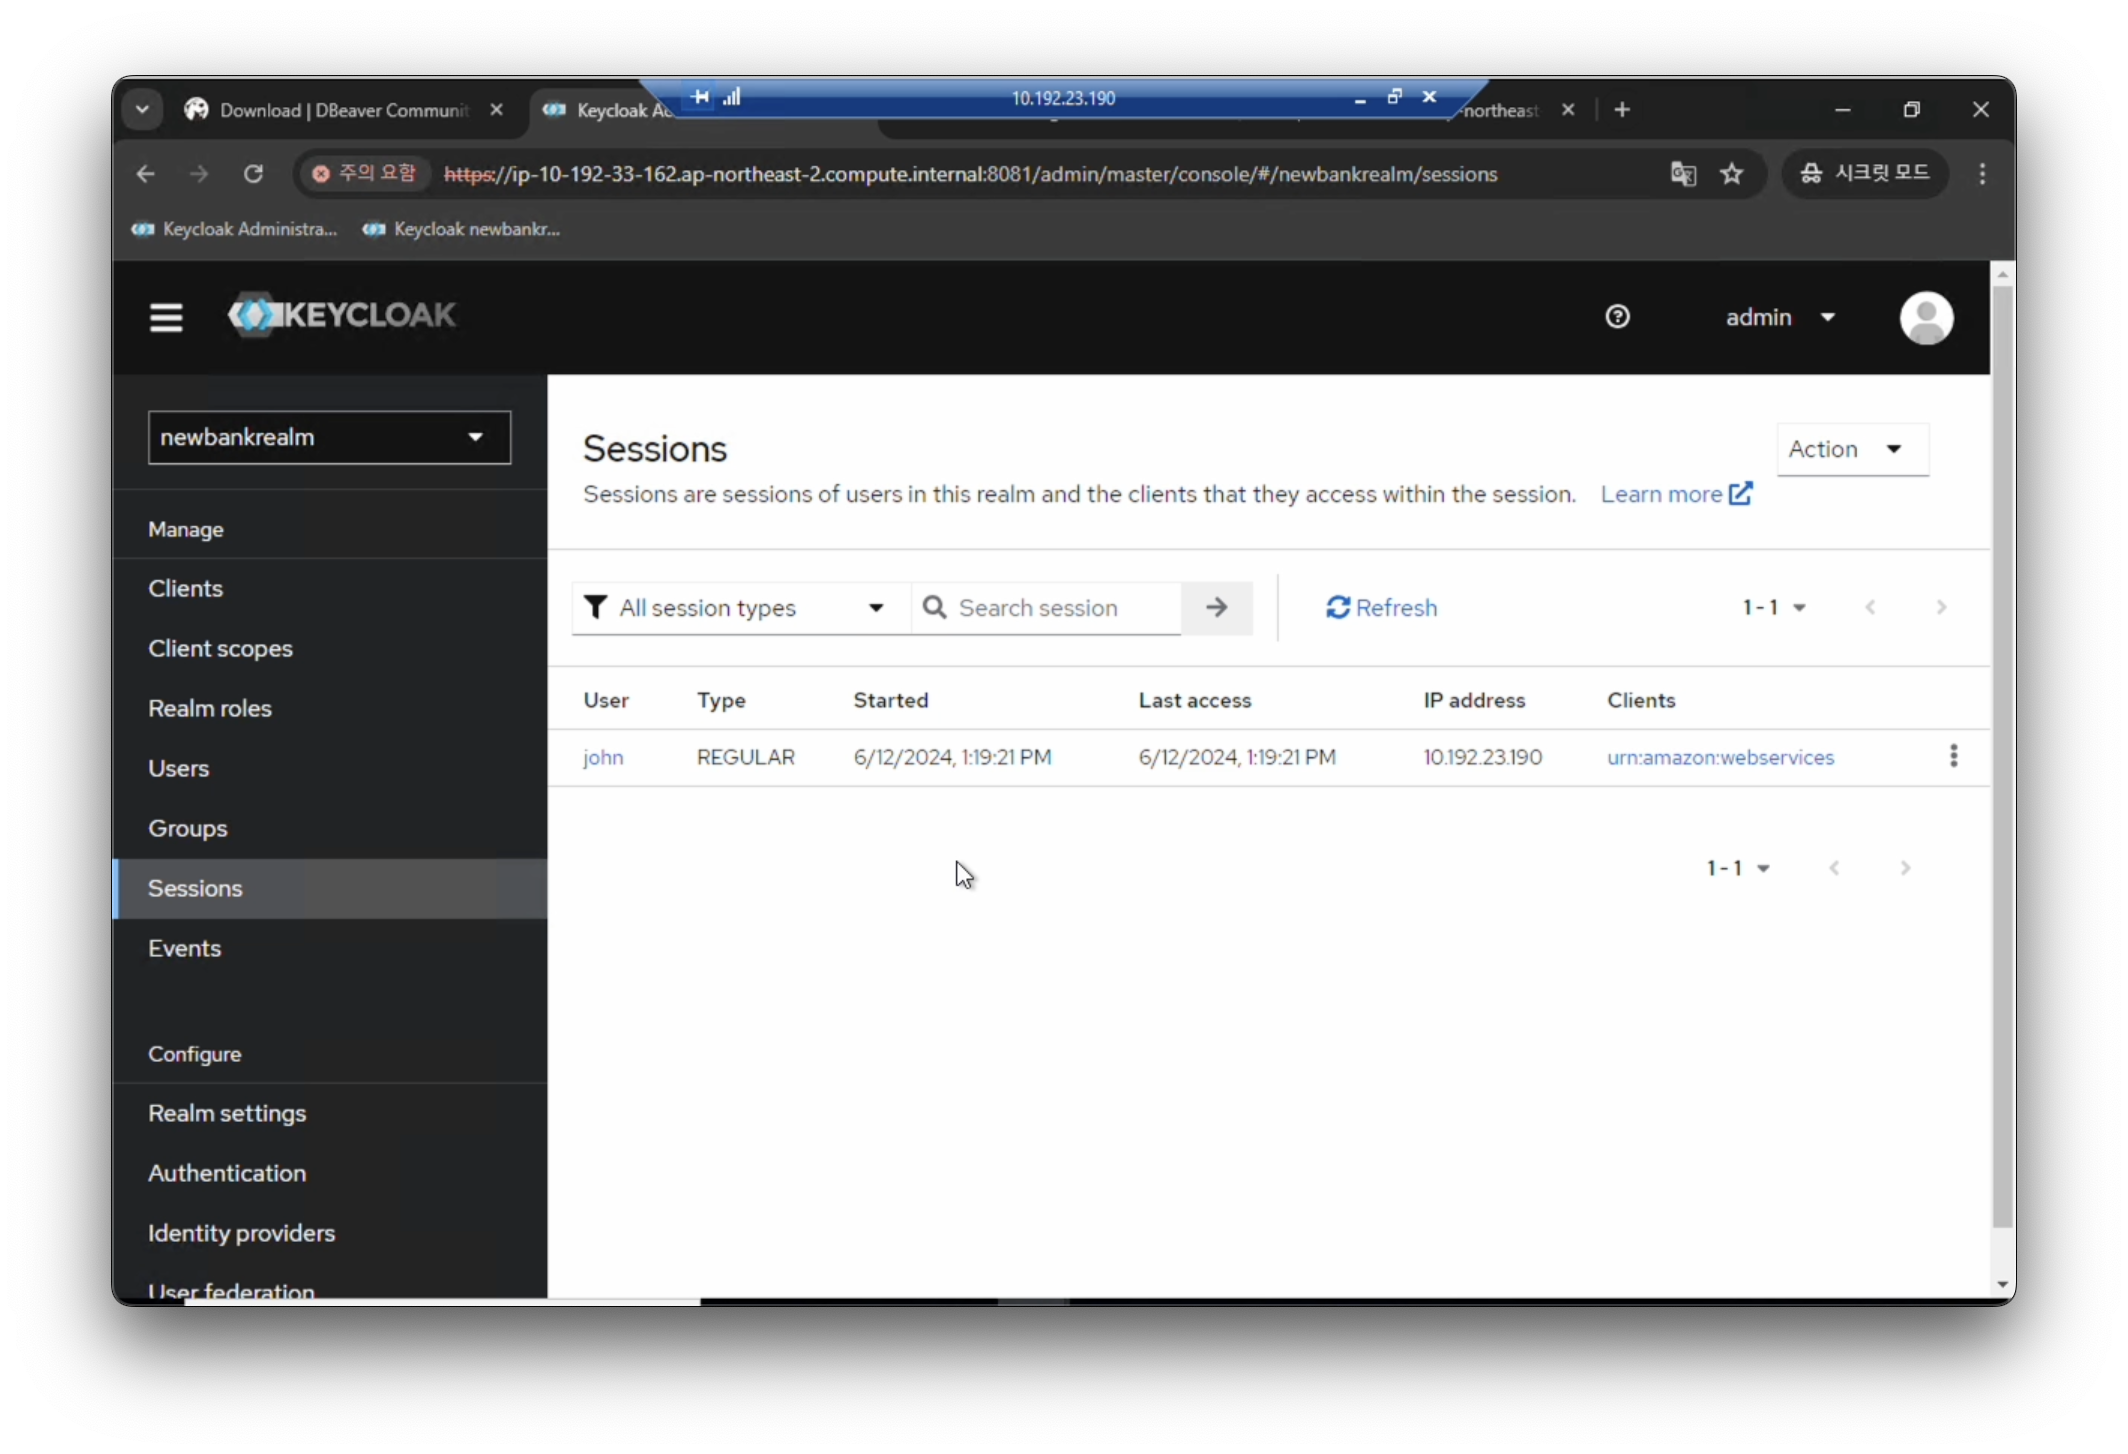 10.192.23.190
Download | DBeaver Communit
Keycloak Ad
-northeast
주의 요함
https://ip-10-192-33-162.ap-northeast-2.compute.internal:8081/admin/master/console/#/newbankrealm/sessions
시크릿 모드
Keycloak Administra...
Keycloak newbankr...
KEYCLOAK
admin
newbankrealm
Manage
Clients
Client scopes
Realm roles
Users
Groups
Sessions
Events
Configure
Realm settings
Authentication
Identity providers
User federation
Sessions
Action
Sessions are sessions of users in this realm and the clients that they access within the session. Learn more
All session types
Search session
Refresh
1 - 1
User Type Started Last access IP address Clients
john REGULAR 6/12/2024, 1:19:21 PM 6/12/2024, 1:19:21 PM 10.192.23.190 urn:amazon:webservices
1 - 1